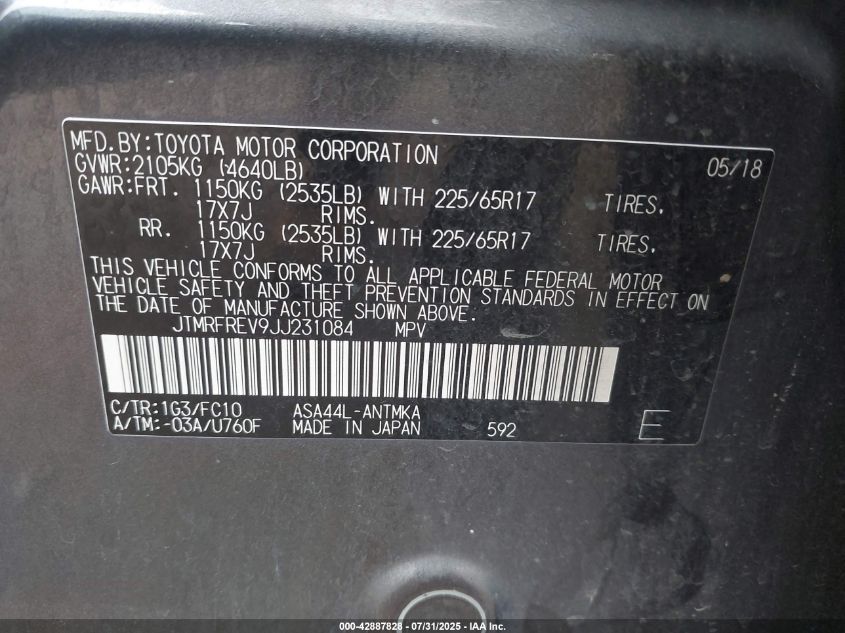 MFD.BY:TOYOTA MOTOR CORPORATION 05/18
GVWR:2105KG (4640LB)
GAWR:FRT. 1150KG (2535LB) WITH 225/65R17 TIRES.
17X7J RIMS.
RR. 1150KG (2535LB) WITH 225/65R17 TIRES.
17X7J RIMS.
THIS VEHICLE CONFORMS TO ALL APPLICABLE FEDERAL MOTOR
VEHICLE SAFETY AND THEFT PREVENTION STANDARDS IN EFFECT ON
THE DATE OF MANUFACTURE SHOWN ABOVE.
JTMRFREV9JJ231084 MPV
C/TR:1G3/FC10 ASA44L-ANTMKA
A/TM:-03A/U760F MADE IN JAPAN 592 E
000-42887828 - 07/31/2025 - IAA Inc.